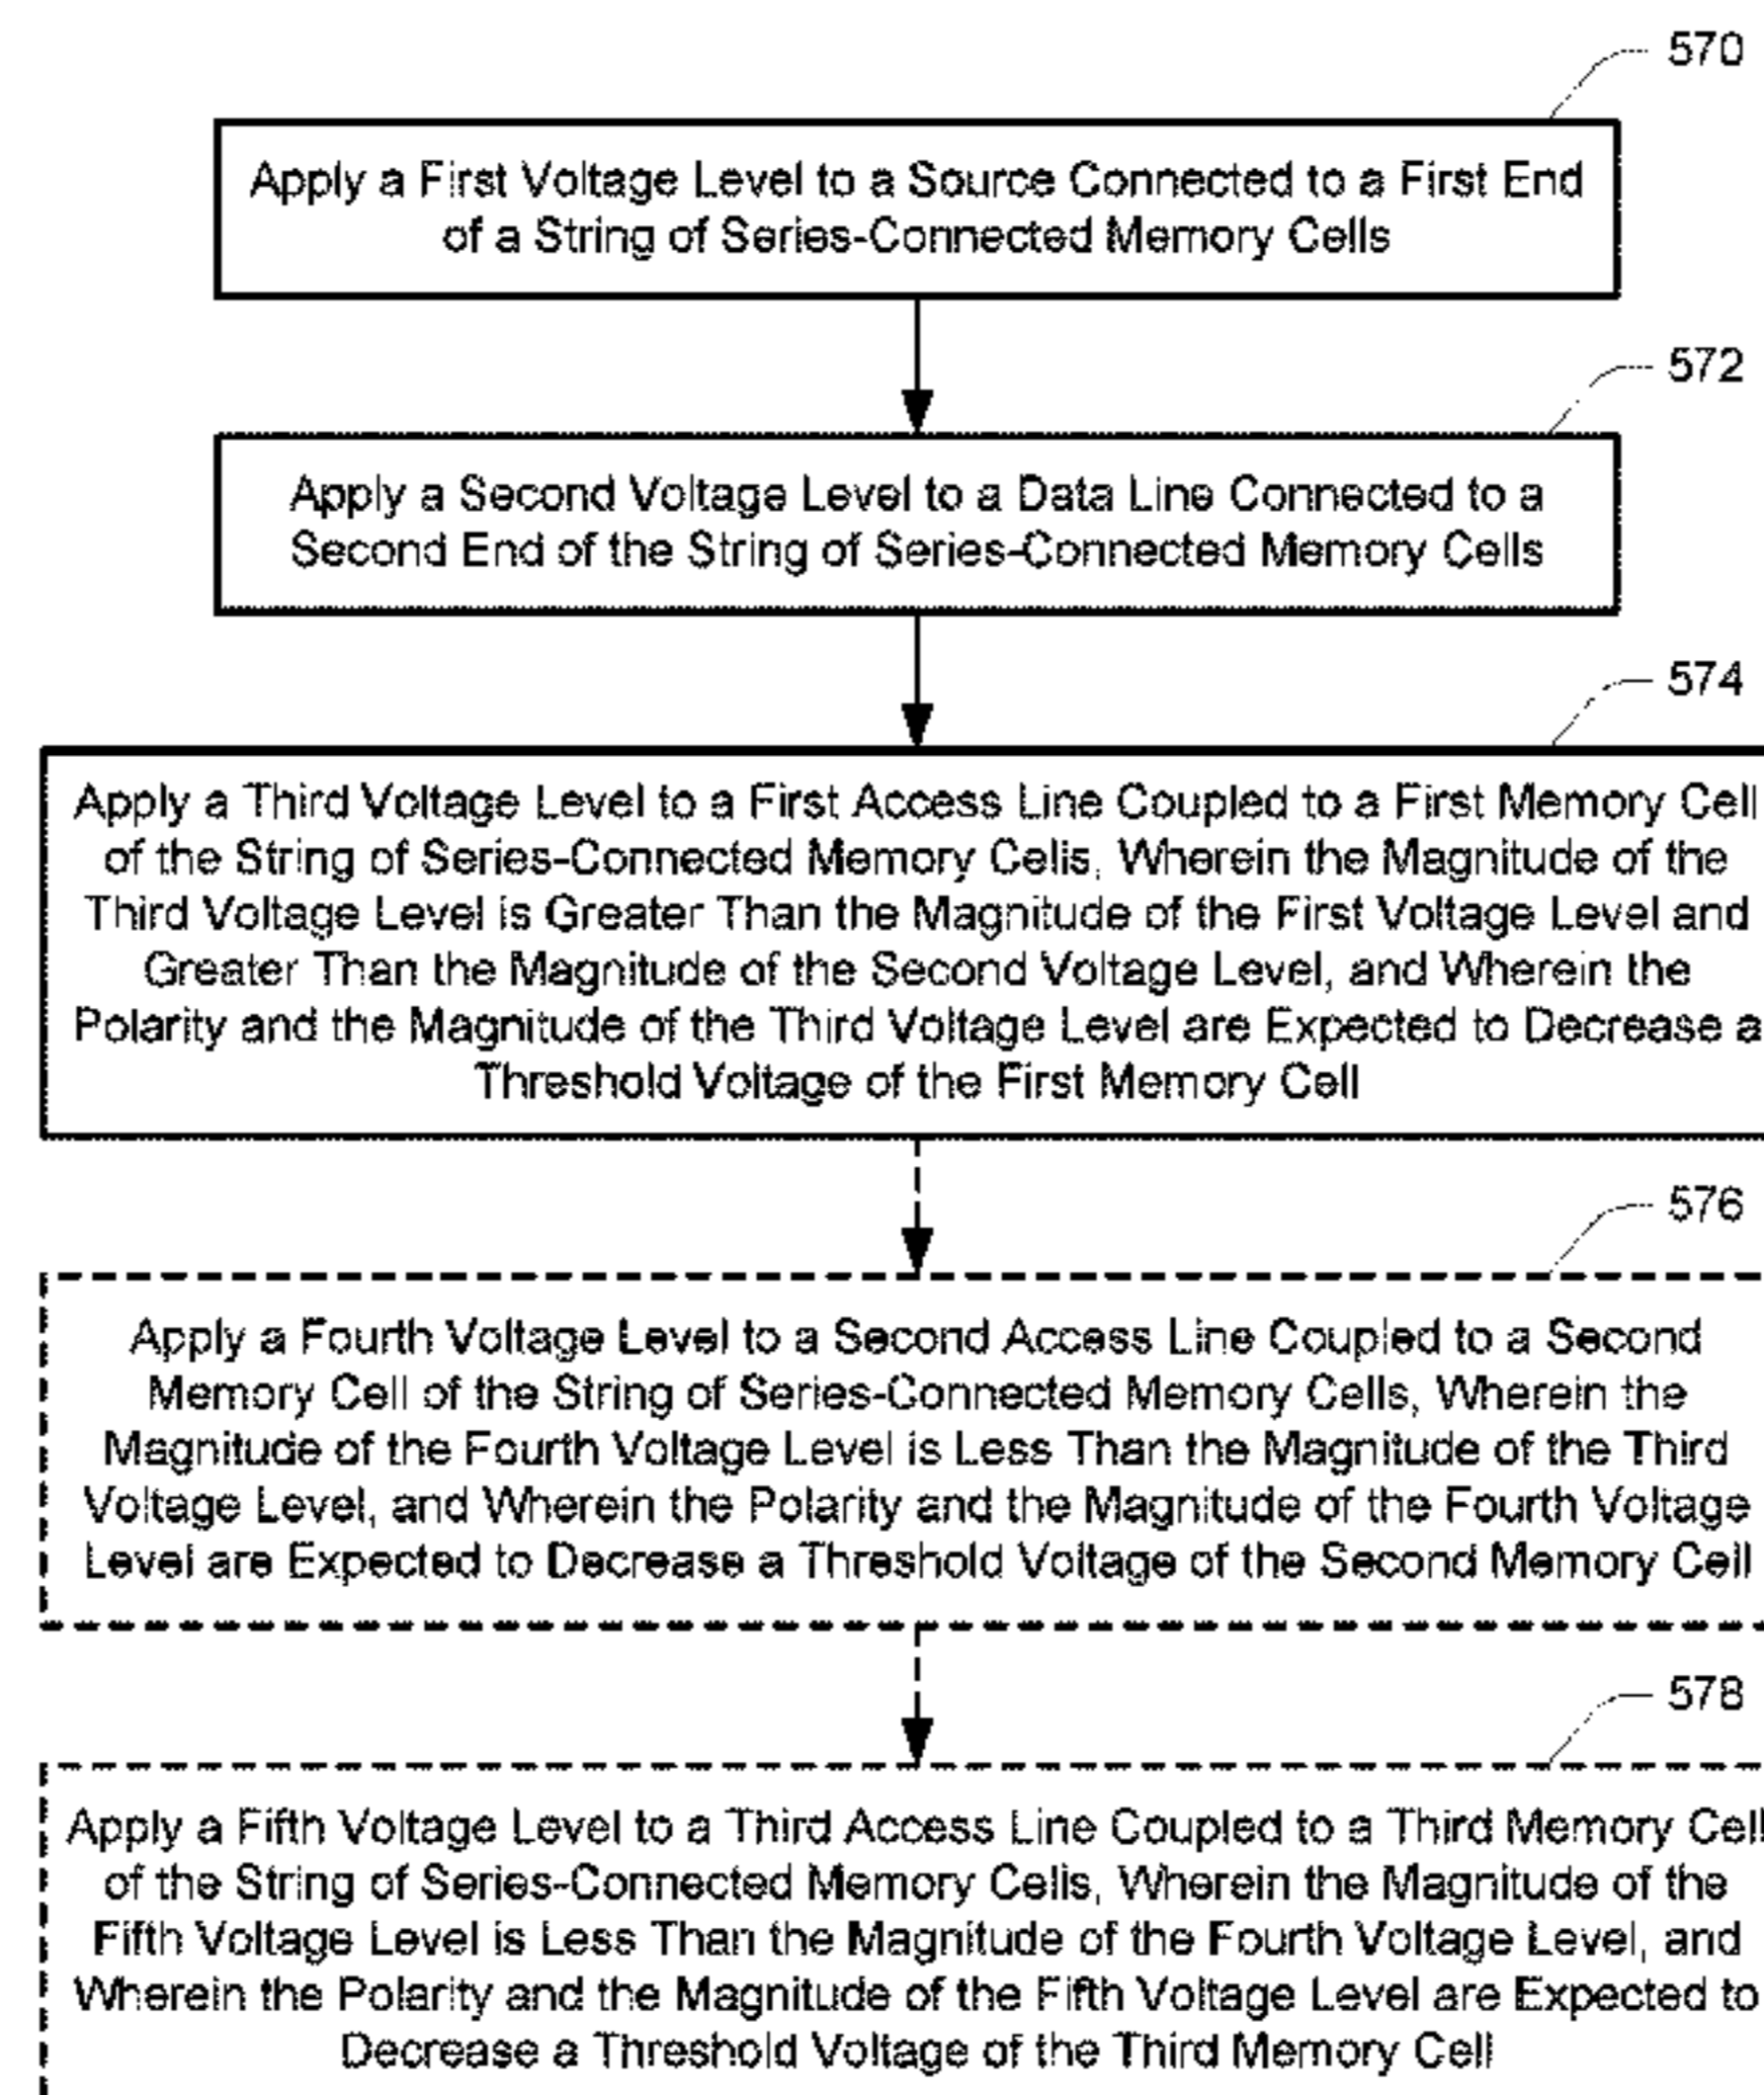 570
Apply a First Voltage Level to a Source Connected to a First End
of a String of Series-Connected Memory Cells
572
Apply a Second Voltage Level to a Data Line Connected to a
Second End of the String of Series-Connected Memory Cells
574
Apply a Third Voltage Level to a First Access Line Coupled to a First Memory Cell
of the String of Series-Connected Memory Cells, Wherein the Magnitude of the
Third Voltage Level is Greater Than the Magnitude of the First Voltage Level and
Greater Than the Magnitude of the Second Voltage Level, and Wherein the
Polarity and the Magnitude of the Third Voltage Level are Expected to Decrease a
Threshold Voltage of the First Memory Cell
576
Apply a Fourth Voltage Level to a Second Access Line Coupled to a Second
Memory Cell of the String of Series-Connected Memory Cells, Wherein the
Magnitude of the Fourth Voltage Level is Less Than the Magnitude of the Third
Voltage Level, and Wherein the Polarity and the Magnitude of the Fourth Voltage
Level are Expected to Decrease a Threshold Voltage of the Second Memory Cell
578
Apply a Fifth Voltage Level to a Third Access Line Coupled to a Third Memory Cell
of the String of Series-Connected Memory Cells, Wherein the Magnitude of the
Fifth Voltage Level is Less Than the Magnitude of the Fourth Voltage Level, and
Wherein the Polarity and the Magnitude of the Fifth Voltage Level are Expected to
Decrease a Threshold Voltage of the Third Memory Cell